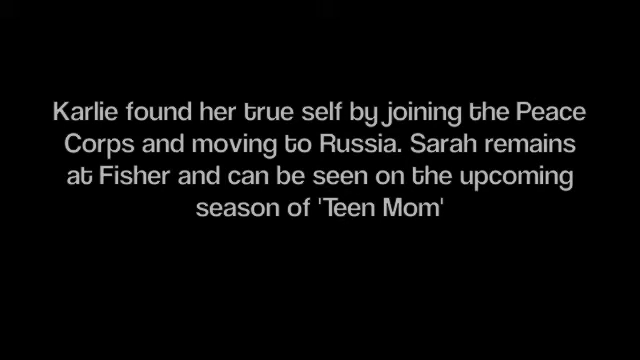 Karlie found her true self by joining the Peace
Corps and moving to Russia. Sarah remains
at Fisher and can be seen on the upcoming
season of 'Teen Mom'